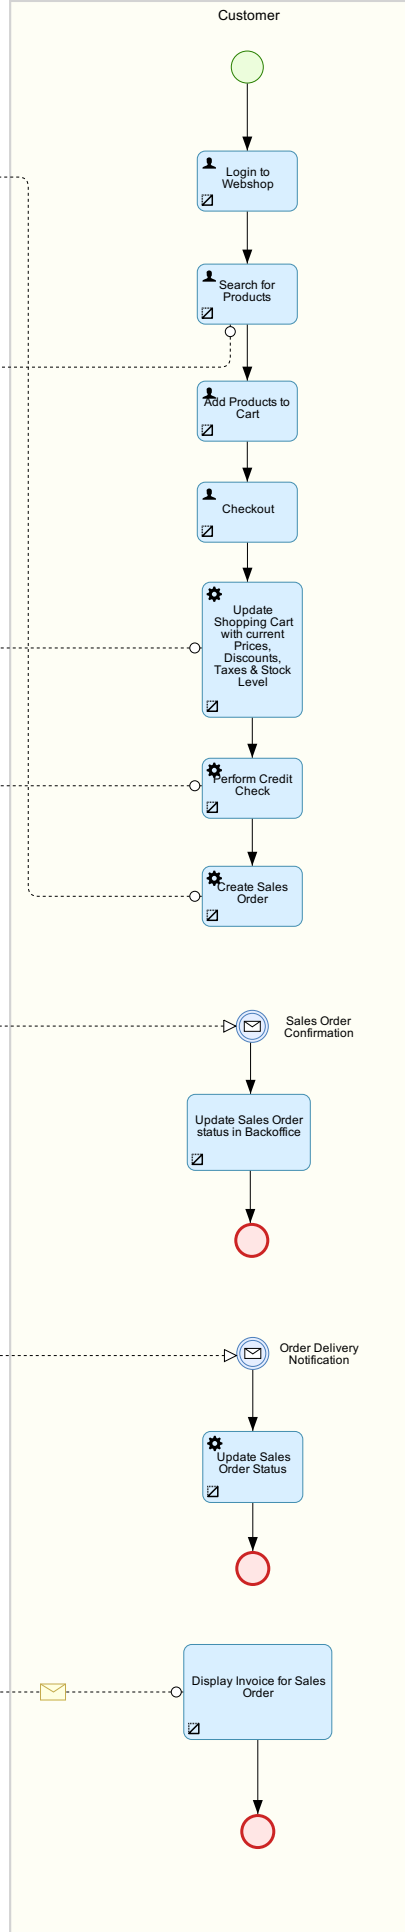 Customer
Login to
Webshop
Search for
Products
Add Products to
Cart
Checkout
Update
Shopping Cart
with current
Prices,
Discounts,
Taxes & Stock
Level
Perform Credit
Check
Create Sales
Order
Sales Order
Confirmation
Update Sales Order
status in Backoffice
Order Delivery
Notification
Update Sales
Order Status
Display Invoice for Sales
Order